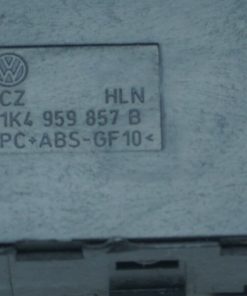 CZ HLN
1K4 959 857 B
PC+ABS-GF10<